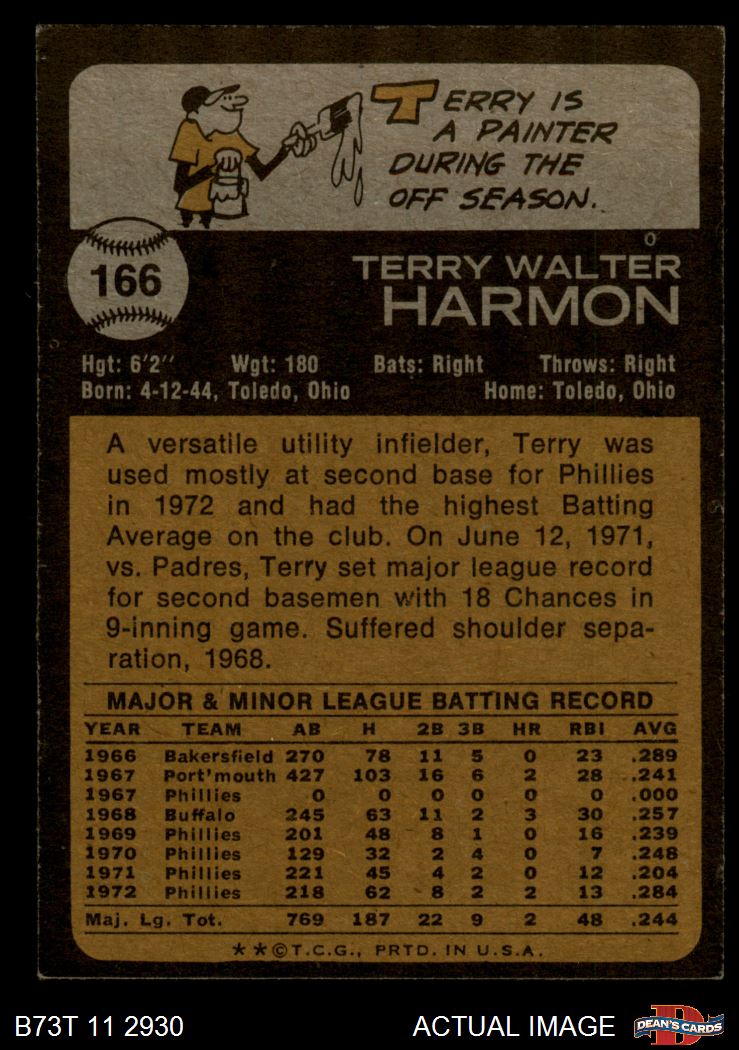 TERRY IS
A PAINTER
DURING THE
OFF SEASON.
166
TERRY WALTER
HARMON
Hgt: 6'2" Wgt: 180 Bats: Right Throws: Right
Born: 4-12-44, Toledo, Ohio Home: Toledo, Ohio
A versatile utility infielder, Terry was
used mostly at second base for Phillies
in 1972 and had the highest Batting
Average on the club. On June 12, 1971,
vs. Padres, Terry set major league record
for second basemen with 18 Chances in
9-inning game. Suffered shoulder sepa-
ration, 1968.
MAJOR & MINOR LEAGUE BATTING RECORD
YEAR TEAM AB H 2B 3B HR RBI AVG
1966 Bakersfield 270 78 11 5 0 23 .289
1967 Port'mouth 427 103 16 6 2 28 .241
1967 Phillies 0 0 0 0 0 0 .000
1968 Buffalo 245 63 11 2 3 30 .257
1969 Phillies 201 48 8 1 0 16 .239
1970 Phillies 129 32 2 4 0 7 .248
1971 Phillies 221 45 4 2 0 12 .204
1972 Phillies 218 62 8 2 2 13 .284
Maj. Lg. Tot. 769 187 22 9 2 48 .244
**©T.C.G., PRTD. IN U.S.A.
B73T 11 2930 ACTUAL IMAGE
D
DEAN'S CARDS